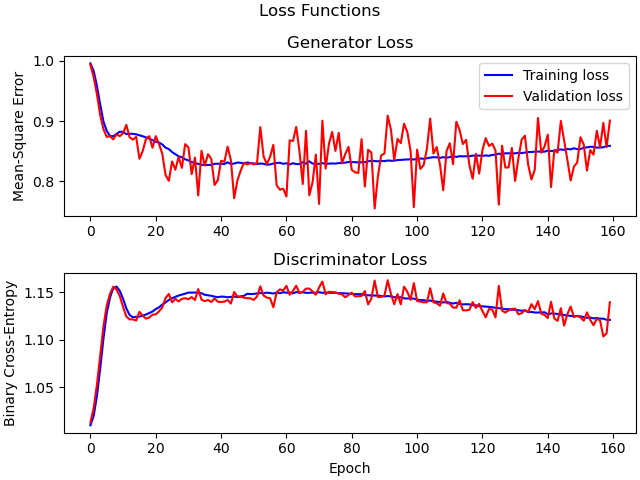 Loss Functions
Generator Loss
Mean-Square Error
1.0
0.9
0.8
Training loss
Validation loss
0 20 40 60 80 100 120 140 160
Discriminator Loss
Binary Cross-Entropy
1.15
1.10
1.05
0 20 40 60 80 100 120 140 160
Epoch